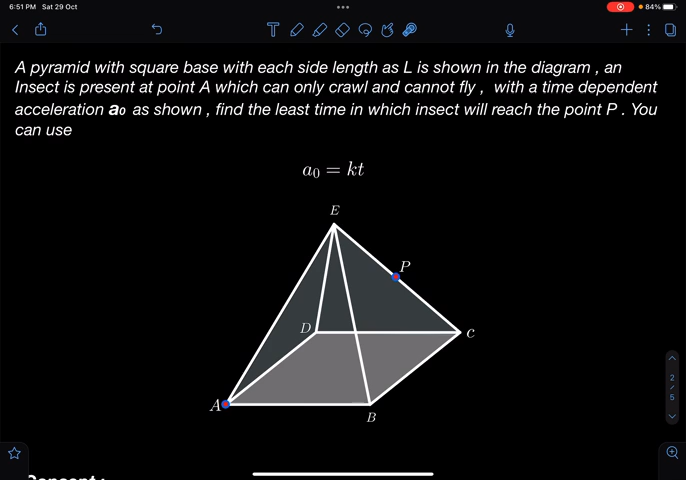 6:51 PM Sat 29 Oct
84%
A pyramid with square base with each side length as L is shown in the diagram , an
Insect is present at point A which can only crawl and cannot fly , with a time dependent
acceleration a₀ as shown , find the least time in which insect will reach the point P . You
can use
a₀ = kt
E
P
D
C
A
B
2
/
5